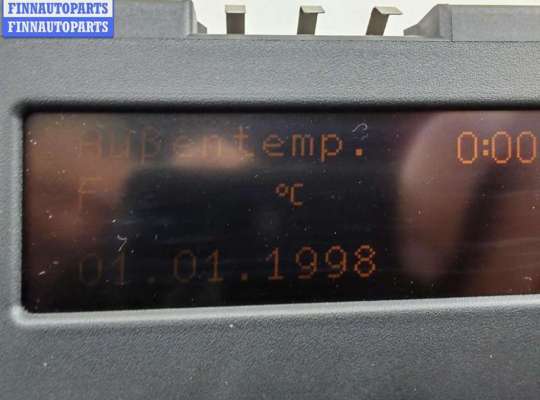 FINNAUTOPARTS
FINNAUTOPARTS
Außentemp. 0:00
F °C
01.01.1998